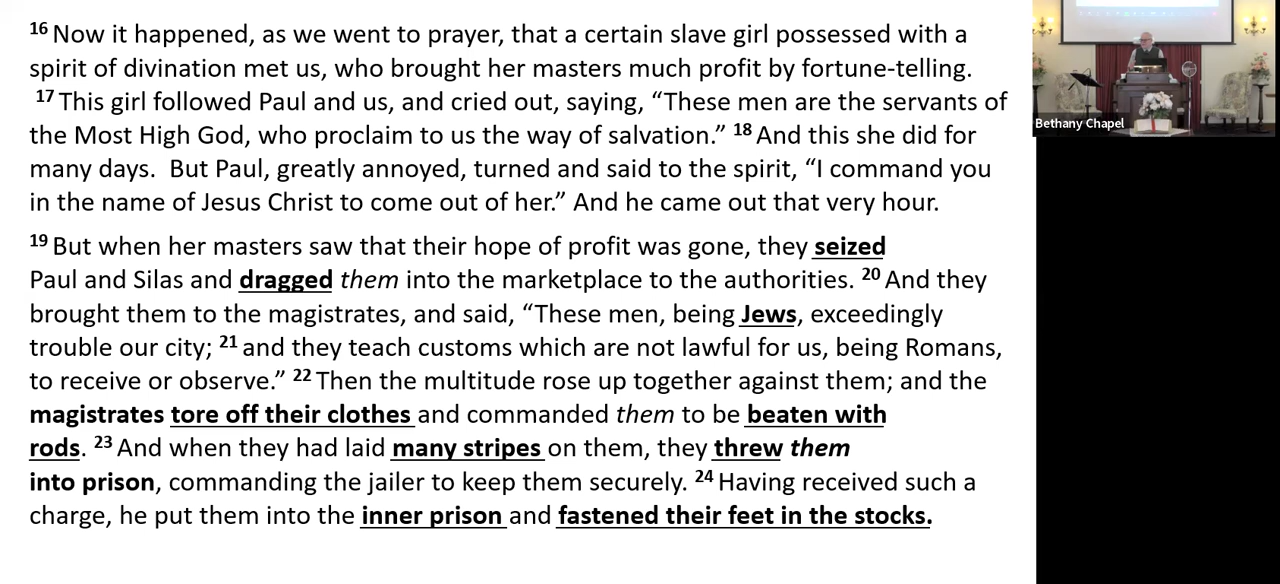 16 Now it happened, as we went to prayer, that a certain slave girl possessed with a
spirit of divination met us, who brought her masters much profit by fortune-telling.
17 This girl followed Paul and us, and cried out, saying, “These men are the servants of
the Most High God, who proclaim to us the way of salvation.” 18 And this she did for
many days.  But Paul, greatly annoyed, turned and said to the spirit, “I command you
in the name of Jesus Christ to come out of her.” And he came out that very hour.
19 But when her masters saw that their hope of profit was gone, they seized
Paul and Silas and dragged them into the marketplace to the authorities. 20 And they
brought them to the magistrates, and said, “These men, being Jews, exceedingly
trouble our city; 21 and they teach customs which are not lawful for us, being Romans,
to receive or observe.” 22 Then the multitude rose up together against them; and the
magistrates tore off their clothes and commanded them to be beaten with
rods. 23 And when they had laid many stripes on them, they threw them
into prison, commanding the jailer to keep them securely. 24 Having received such a
charge, he put them into the inner prison and fastened their feet in the stocks.
Bethany Chapel